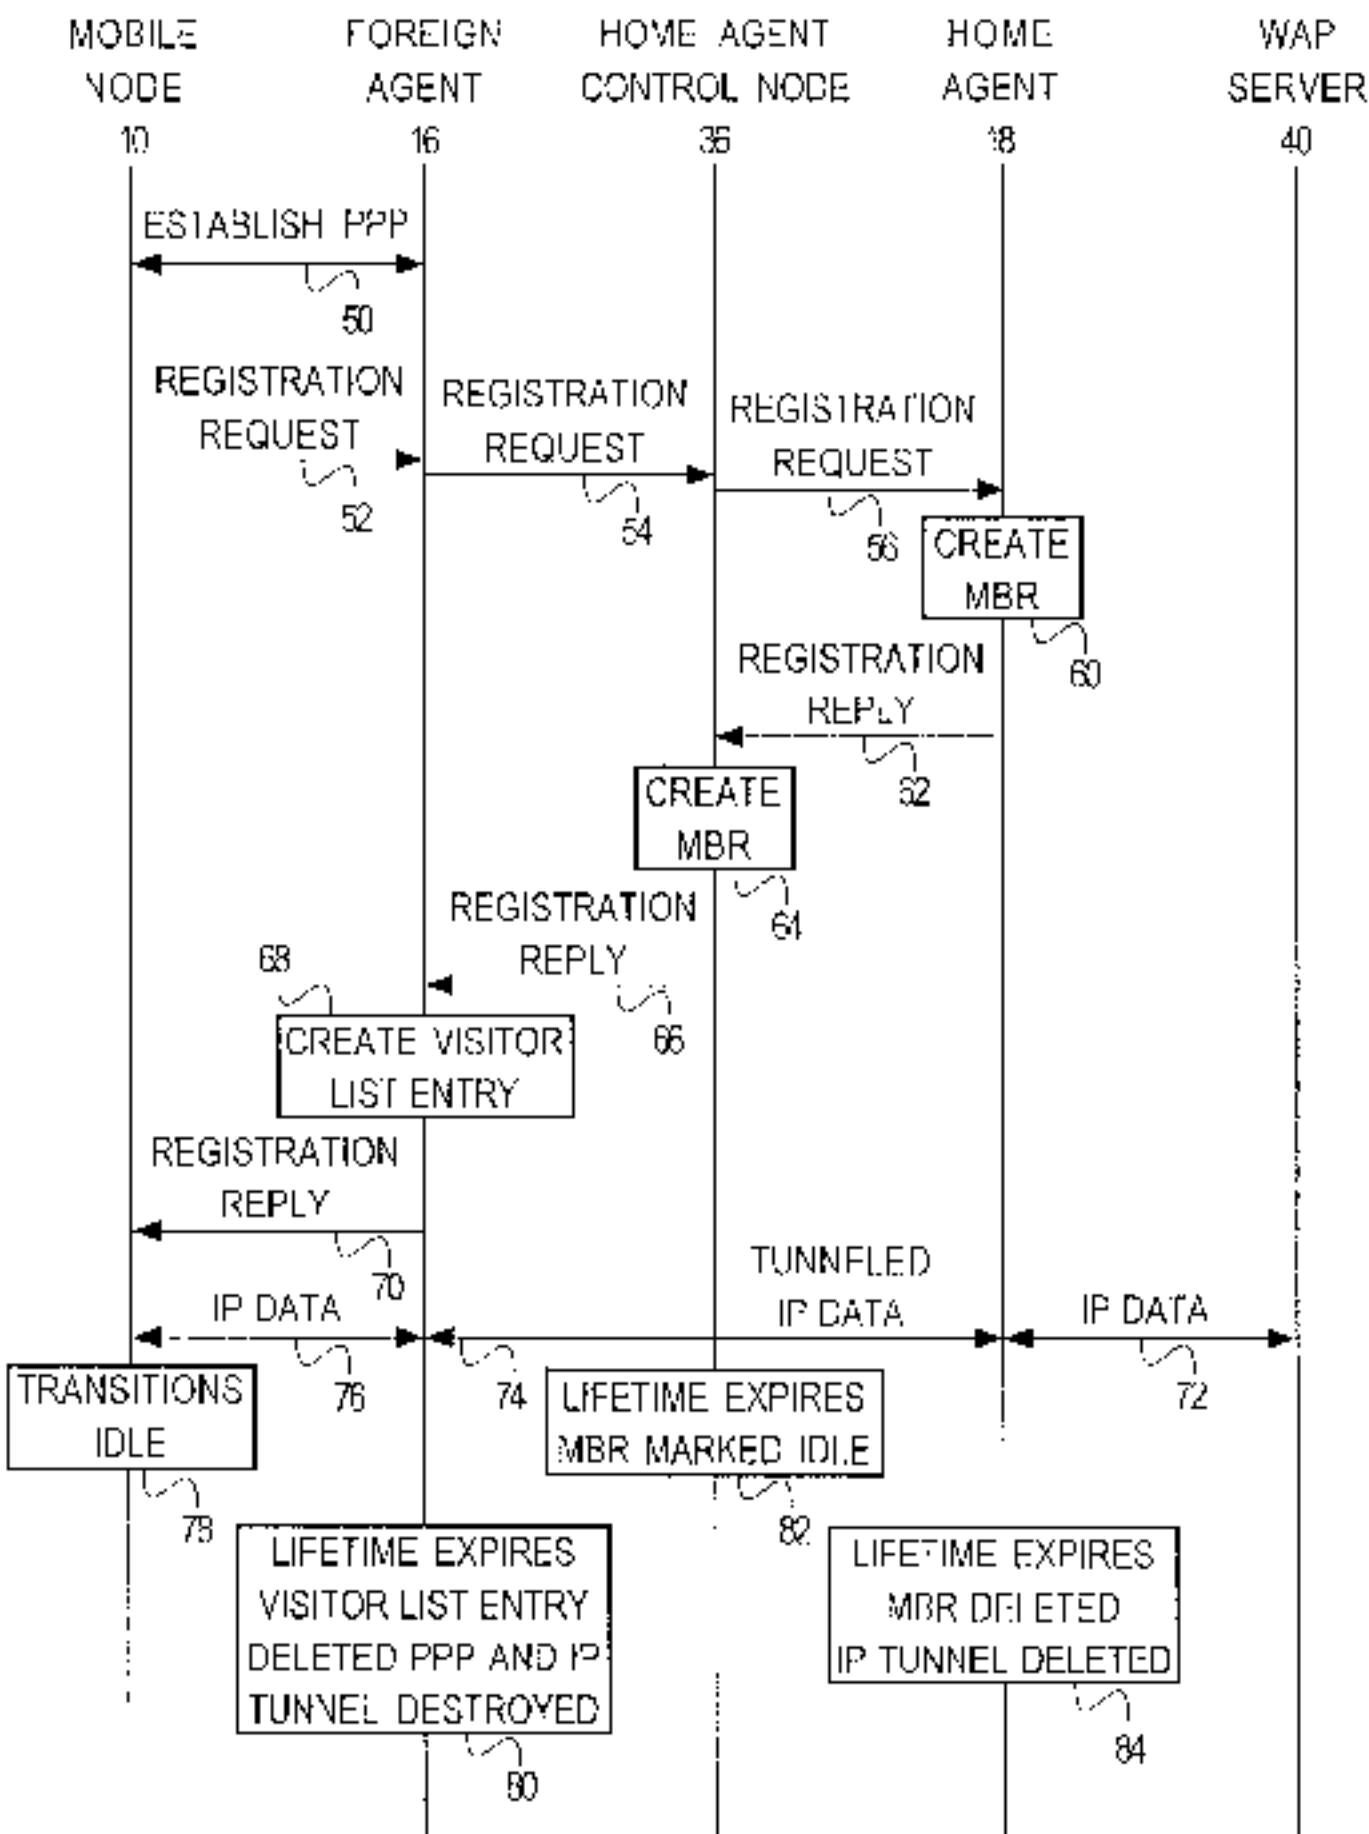 MOBILE
NODE
10
FOREIGN
AGENT
16
HOME AGENT
CONTROL NODE
36
HOME
AGENT
18
WAP
SERVER
40
ESTABLISH PPP
50
REGISTRATION
REQUEST
52
REGISTRATION
REQUEST
54
REGISTRATION
REQUEST
56
CREATE
MBR
60
REGISTRATION
REPLY
62
CREATE
MBR
64
REGISTRATION
REPLY
66
68
CREATE VISITOR
LIST ENTRY
REGISTRATION
REPLY
70
IP DATA
76
TUNNELED
IP DATA
74
IP DATA
72
TRANSITIONS
IDLE
78
LIFETIME EXPIRES
MBR MARKED IDLE
82
LIFETIME EXPIRES
VISITOR LIST ENTRY
DELETED PPP AND IP
TUNNEL DESTROYED
80
LIFETIME EXPIRES
MBR DELETED
IP TUNNEL DELETED
84